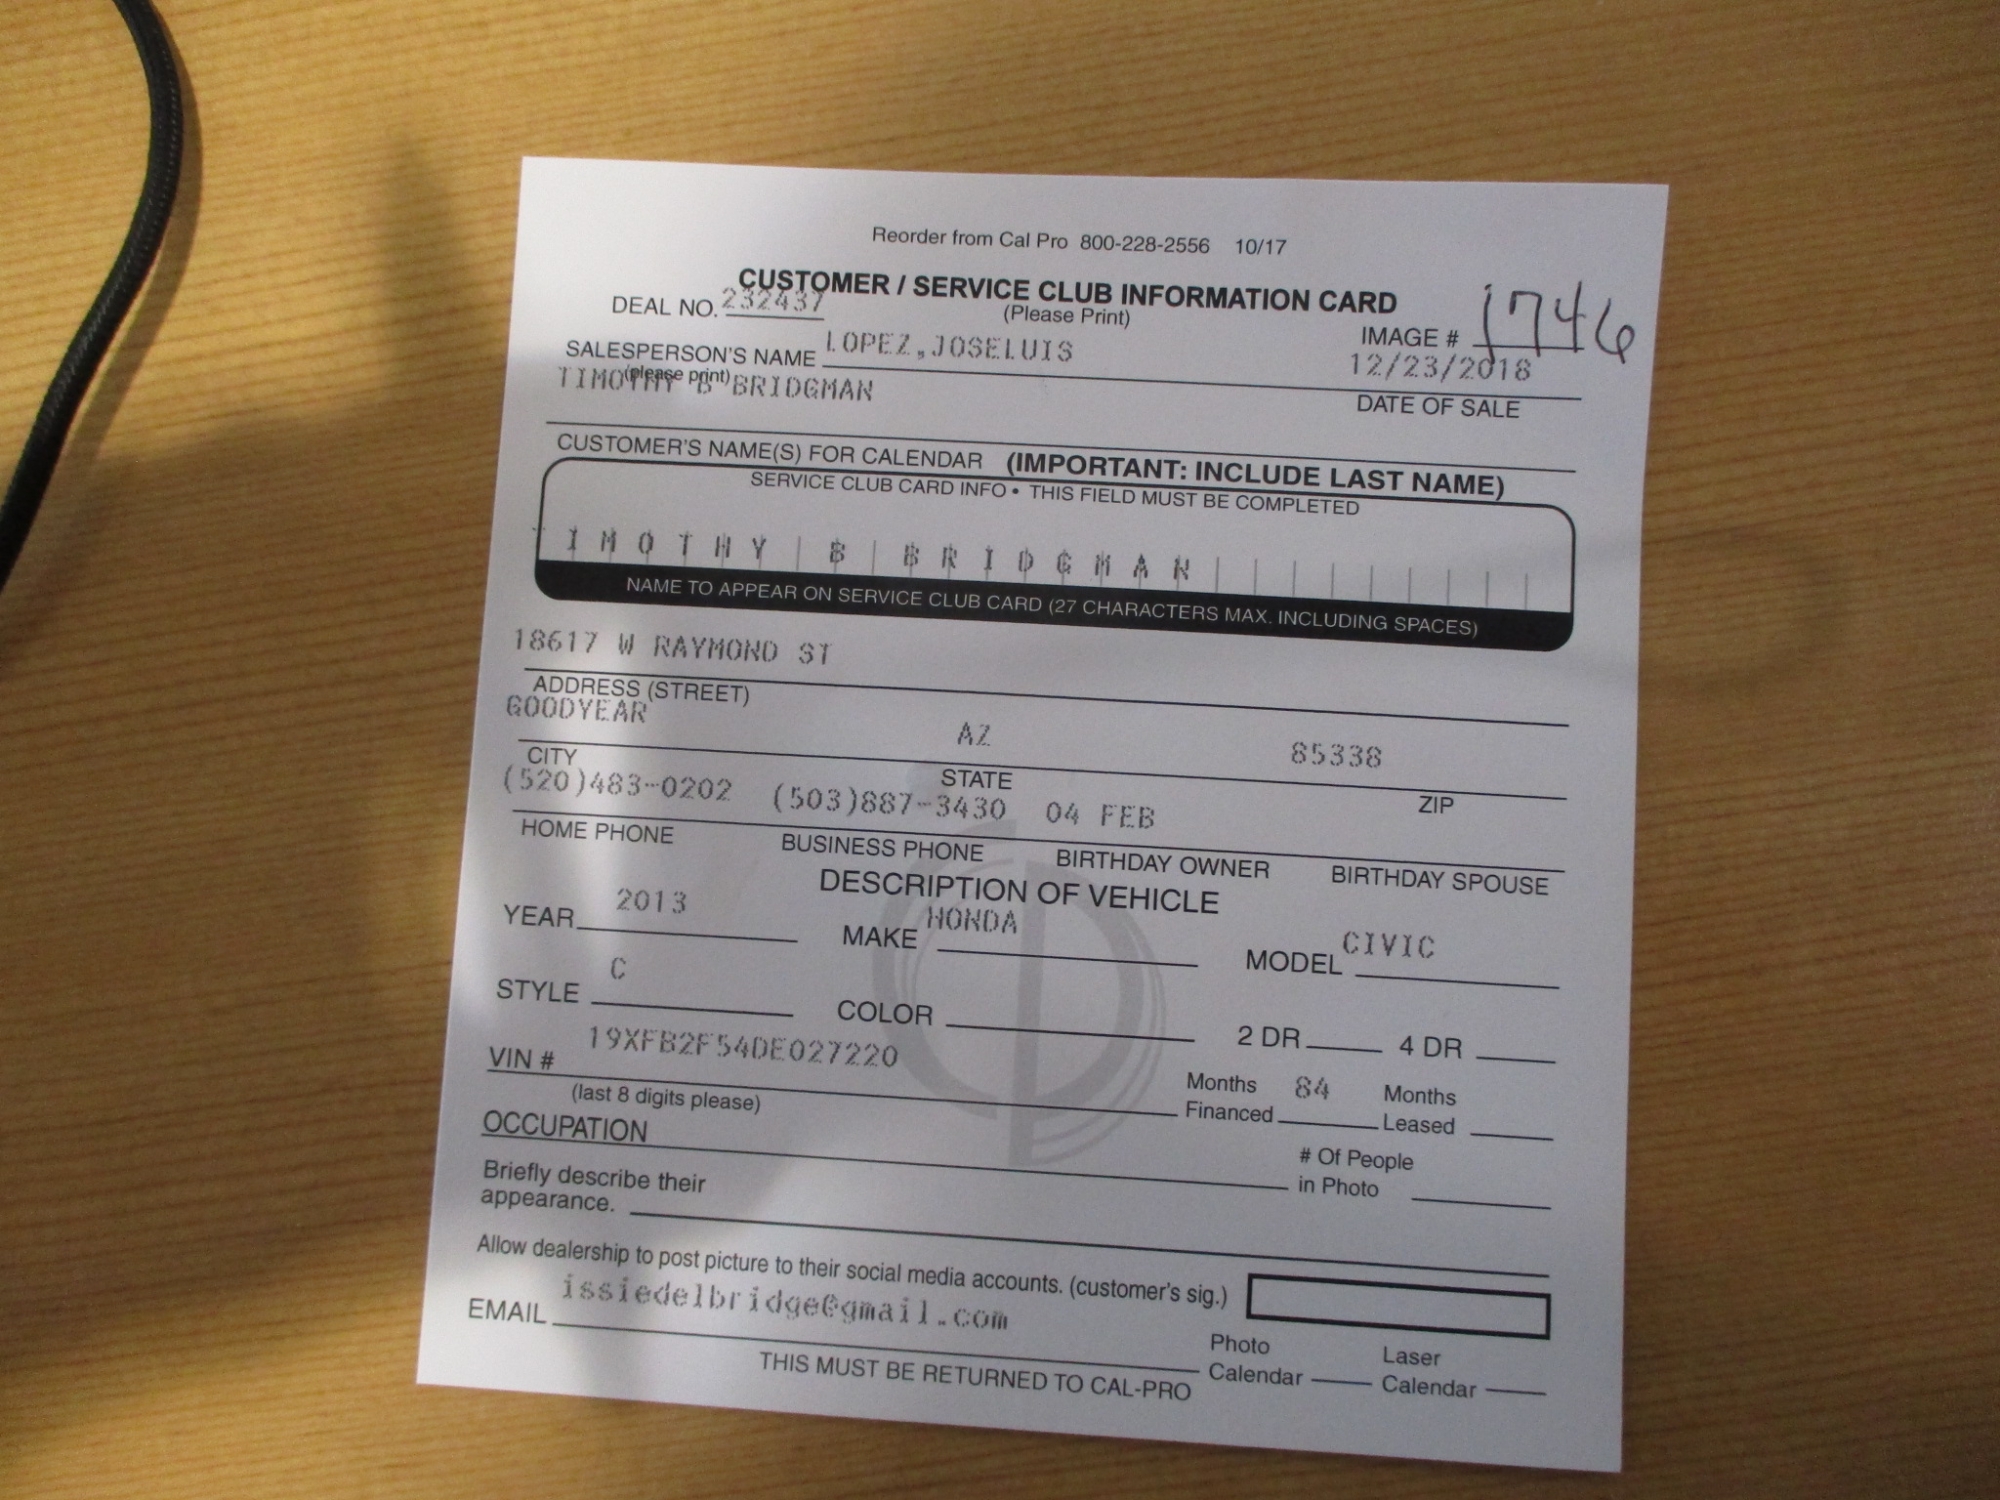 Reorder from Cal Pro 800-228-2556 10/17
CUSTOMER / SERVICE CLUB INFORMATION CARD
DEAL NO. 232437 (Please Print)
IMAGE # 1746
SALESPERSON'S NAME LOPEZ,JOSELUIS 12/23/2018
(please print)
TIMOTHY B BRIDGMAN DATE OF SALE
CUSTOMER'S NAME(S) FOR CALENDAR (IMPORTANT: INCLUDE LAST NAME)
SERVICE CLUB CARD INFO • THIS FIELD MUST BE COMPLETED
IMOTHY B BRIDGMAN
NAME TO APPEAR ON SERVICE CLUB CARD (27 CHARACTERS MAX. INCLUDING SPACES)
18617 W RAYMOND ST
ADDRESS (STREET)
GOODYEAR AZ 85338
CITY STATE ZIP
(520)483-0202 (503)887-3430 04 FEB
HOME PHONE BUSINESS PHONE BIRTHDAY OWNER BIRTHDAY SPOUSE
DESCRIPTION OF VEHICLE
YEAR 2013 MAKE HONDA MODEL CIVIC
STYLE C COLOR 2 DR 4 DR
VIN # 19XFB2F54DE027220
(last 8 digits please)
Months Financed 84 Months Leased
OCCUPATION
# Of People in Photo
Briefly describe their
appearance.
Allow dealership to post picture to their social media accounts. (customer's sig.)
EMAIL issiedelbridge@gmail.com
Photo Calendar Laser Calendar
THIS MUST BE RETURNED TO CAL-PRO